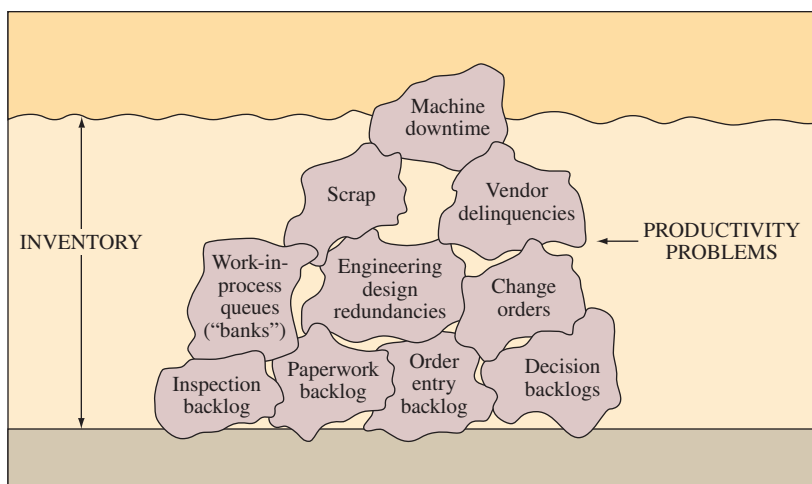 Machine
downtime
Scrap
Vendor
delinquencies
INVENTORY
PRODUCTIVITY
PROBLEMS
Work-in-
process
queues
(“banks”)
Engineering
design
redundancies
Change
orders
Inspection
backlog
Paperwork
backlog
Order
entry
backlog
Decision
backlogs